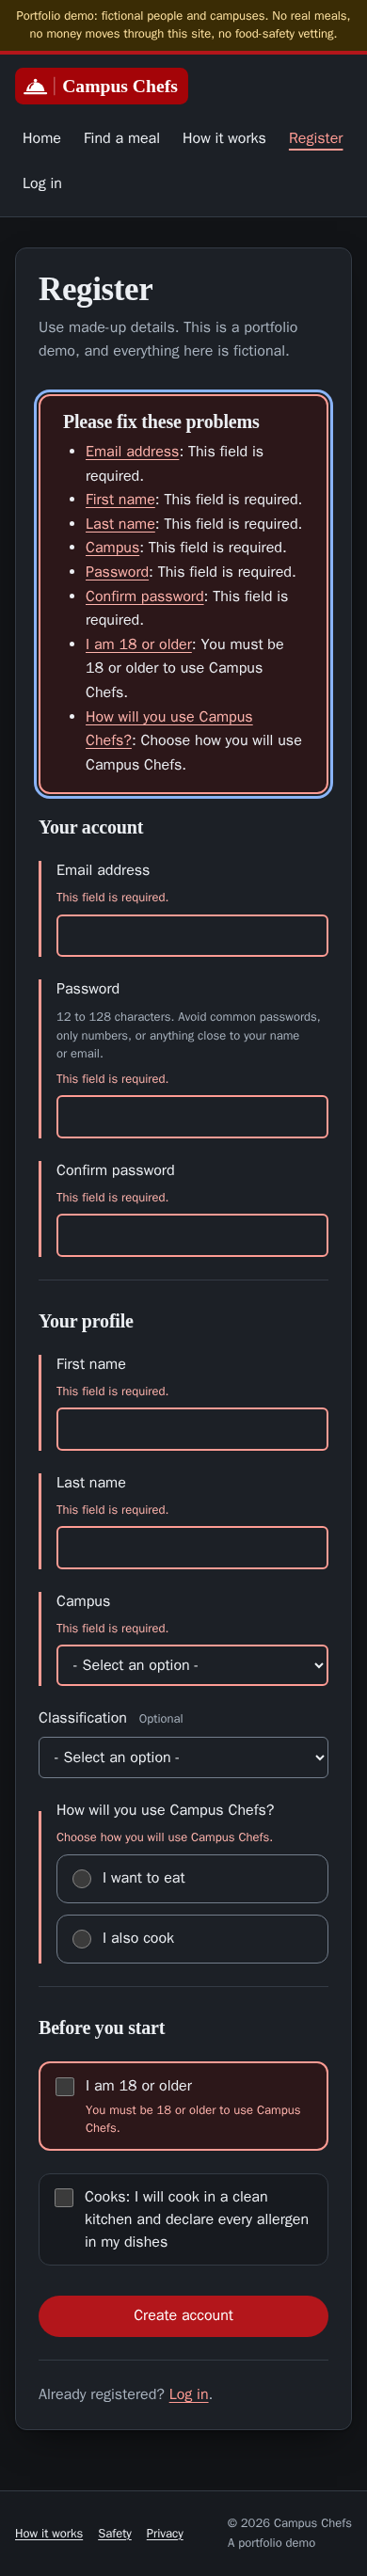 Portfolio demo: fictional people and campuses. No real meals,
no money moves through this site, no food-safety vetting.
Campus Chefs
Home
Find a meal
How it works
Register
Log in
Register
Use made-up details. This is a portfolio
demo, and everything here is fictional.
Please fix these problems
Email address: This field is
required.
First name: This field is required.
Last name: This field is required.
Campus: This field is required.
Password: This field is required.
Confirm password: This field is
required.
I am 18 or older: You must be
18 or older to use Campus
Chefs.
How will you use Campus
Chefs?: Choose how you will use
Campus Chefs.
Your account
Email address
This field is required.
Password
12 to 128 characters. Avoid common passwords,
only numbers, or anything close to your name
or email.
This field is required.
Confirm password
This field is required.
Your profile
First name
This field is required.
Last name
This field is required.
Campus
This field is required.
- Select an option -
Classification Optional
- Select an option -
How will you use Campus Chefs?
Choose how you will use Campus Chefs.
I want to eat
I also cook
Before you start
I am 18 or older
You must be 18 or older to use Campus
Chefs.
Cooks: I will cook in a clean
kitchen and declare every allergen
in my dishes
Create account
Already registered? Log in.
How it works
Safety
Privacy
© 2026 Campus Chefs
A portfolio demo